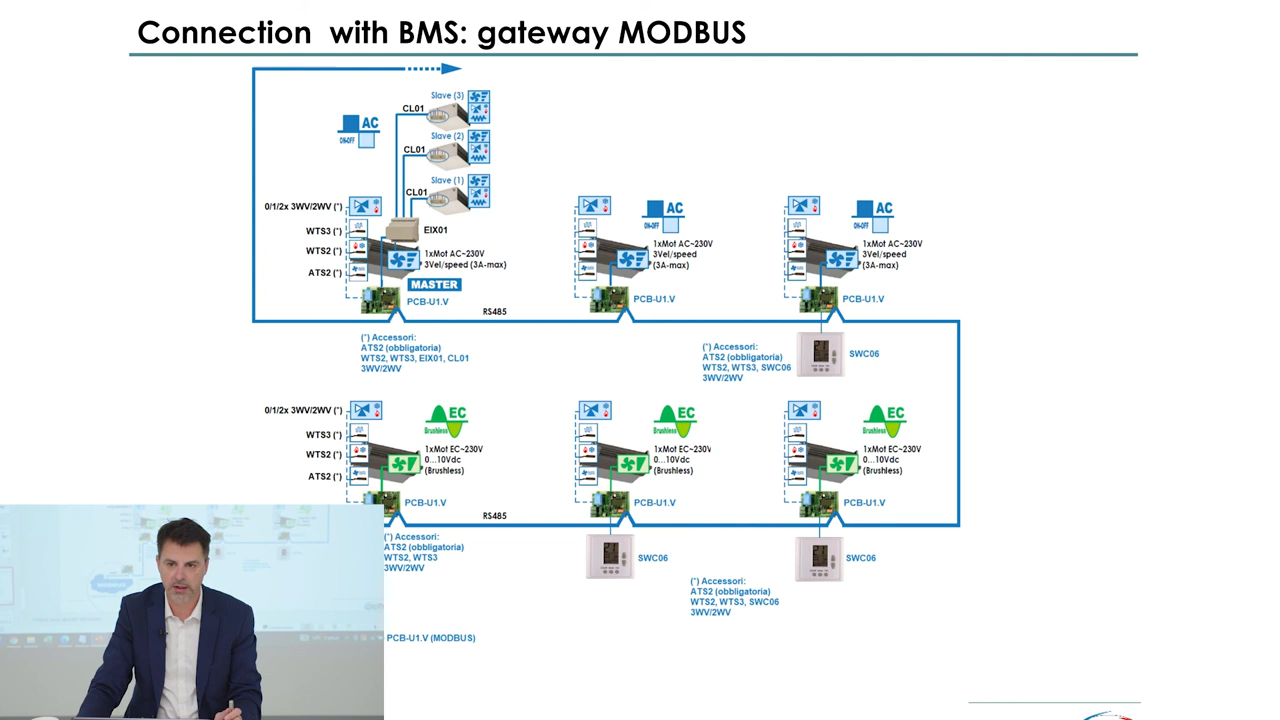 Connection with BMS: gateway MODBUS
Slave (3)
CL01
AC
ON-OFF
Slave (2)
CL01
Slave (1)
CL01
0/1/2x 3WV/2WV (*)
WTS3 (*)
EIX01
WTS2 (*)
1xMot AC~230V
3Vel/speed (3A-max)
ATS2 (*)
MASTER
PCB-U1.V
RS485
AC
ON-OFF
1xMot AC~230V
3Vel/speed
(3A-max)
PCB-U1.V
AC
ON-OFF
1xMot AC~230V
3Vel/speed
(3A-max)
PCB-U1.V
(*) Accessori:
ATS2 (obbligatoria)
WTS2, WTS3, EIX01, CL01
3WV/2WV
(*) Accessori:
ATS2 (obbligatoria)
WTS2, WTS3, SWC06
3WV/2WV
SWC06
0/1/2x 3WV/2WV (*)
EC
Brushless
WTS3 (*)
1xMot EC~230V
0...10Vdc
(Brushless)
WTS2 (*)
ATS2 (*)
PCB-U1.V
RS485
EC
Brushless
1xMot EC~230V
0...10Vdc
(Brushless)
PCB-U1.V
EC
Brushless
1xMot EC~230V
0...10Vdc
(Brushless)
PCB-U1.V
(*) Accessori:
ATS2 (obbligatoria)
WTS2, WTS3
3WV/2WV
SWC06
SWC06
(*) Accessori:
ATS2 (obbligatoria)
WTS2, WTS3, SWC06
3WV/2WV
PCB-U1.V (MODBUS)